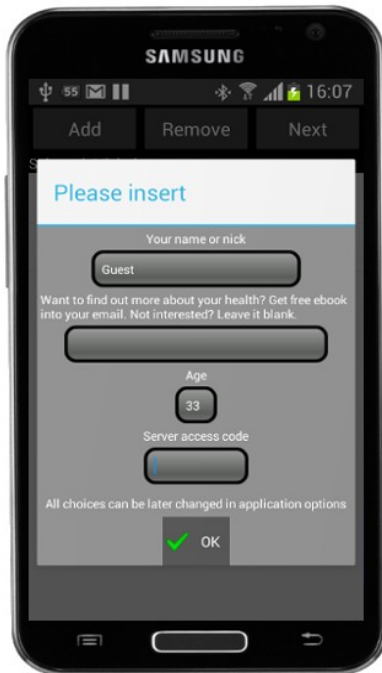 SAMSUNG
55 16:07
Add Remove Next
Please insert
Your name or nick
Guest
Want to find out more about your health? Get free ebook
into your email. Not interested? Leave it blank.
Age
33
Server access code
All choices can be later changed in application options
OK